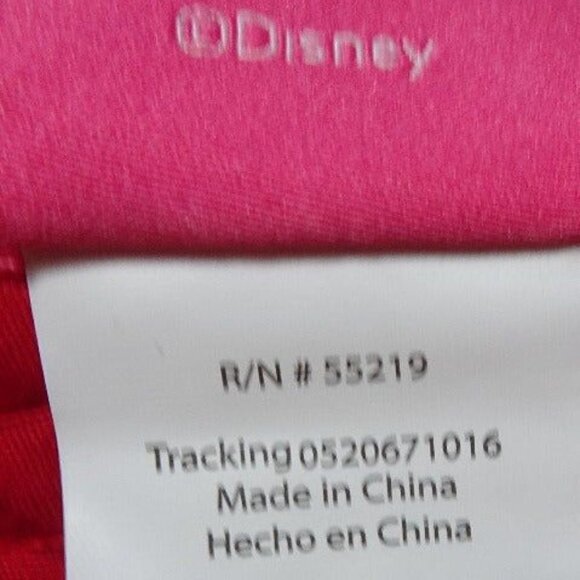 ©Disney
R/N # 55219
Tracking 0520671016
Made in China
Hecho en China